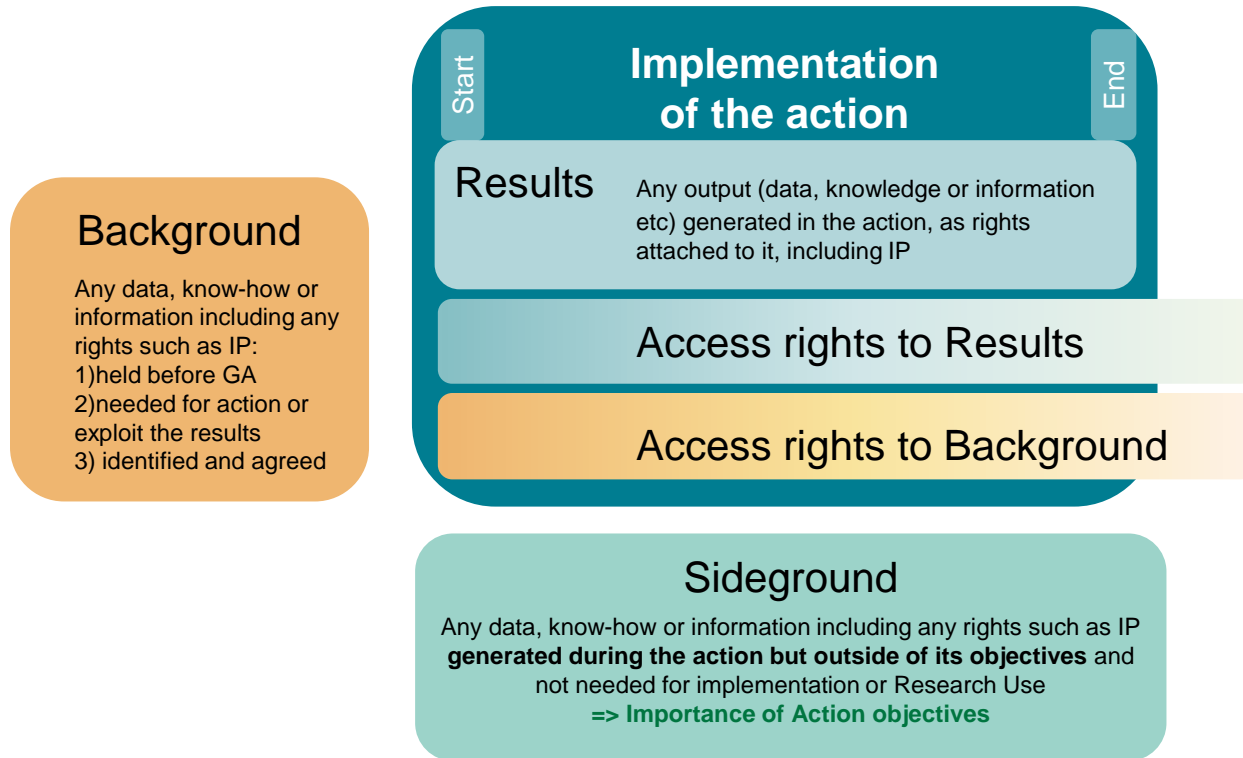 Start
Implementation
of the action
End
Results
Any output (data, knowledge or information
etc) generated in the action, as rights
attached to it, including IP
Background
Any data, know-how or
information including any
rights such as IP:
1)held before GA
2)needed for action or
exploit the results
3) identified and agreed
Access rights to Results
Access rights to Background
Sideground
Any data, know-how or information including any rights such as IP
generated during the action but outside of its objectives and
not needed for implementation or Research Use
=> Importance of Action objectives